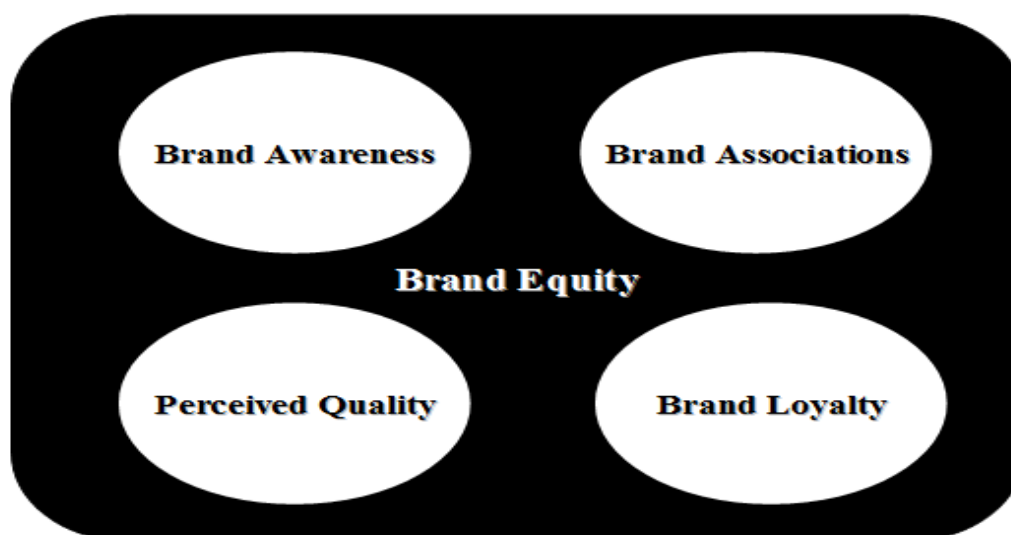 Brand Awareness
Brand Associations
Brand Equity
Perceived Quality
Brand Loyalty